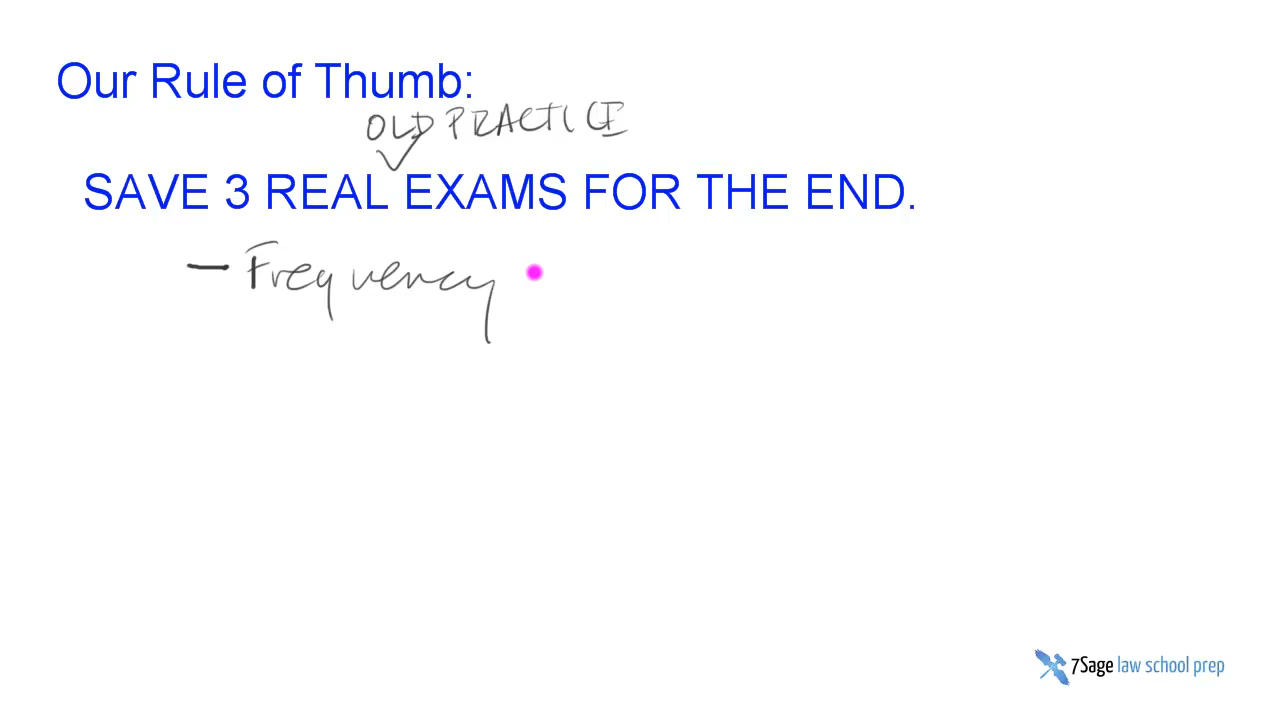 Our Rule of Thumb:
OLD PRACTICE
SAVE 3 REAL EXAMS FOR THE END.
– Frequency
7Sage law school prep